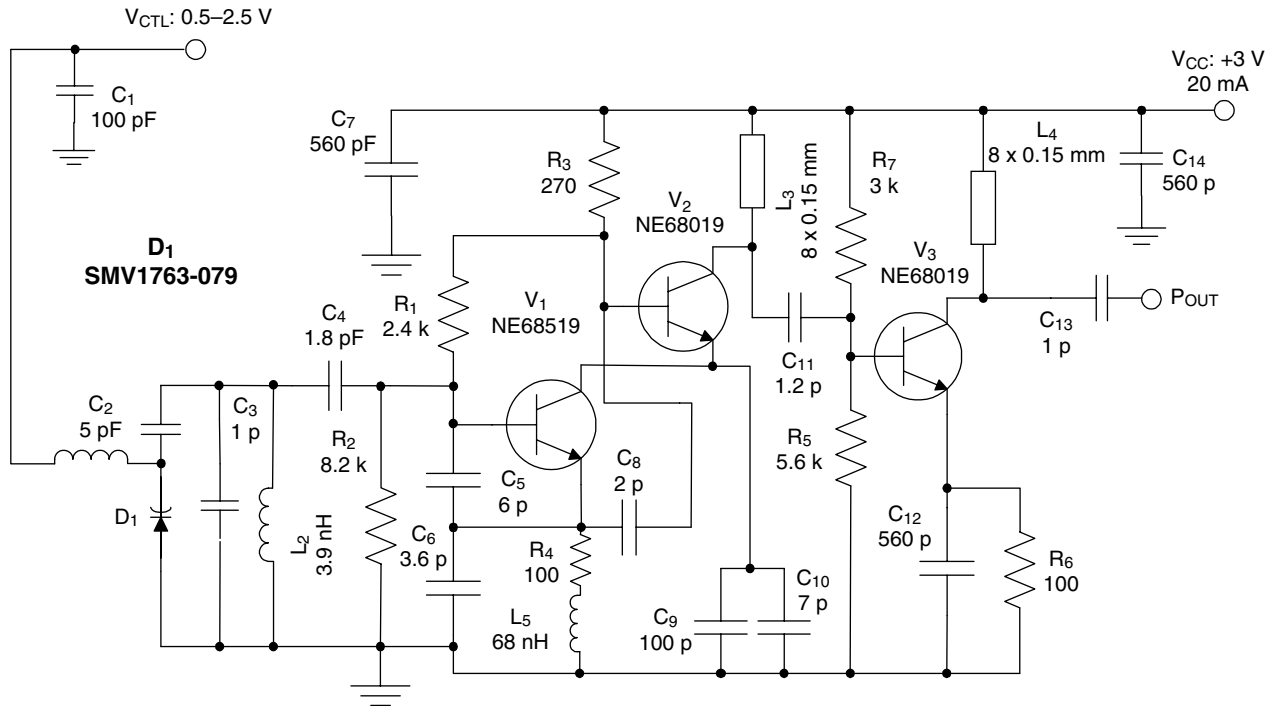 V_CTL: 0.5–2.5 V
C1
100 pF
V_CC: +3 V
20 mA
C7
560 pF
R3
270
L3
8 x 0.15 mm
R7
3 k
L4
8 x 0.15 mm
C14
560 p
V2
NE68019
D1
SMV1763-079
V3
NE68019
R1
2.4 k
V1
NE68519
C4
1.8 pF
P_OUT
C13
1 p
C11
1.2 p
C2
5 pF
C3
1 p
R2
8.2 k
R5
5.6 k
C5
6 p
C8
2 p
D1
L2
3.9 nH
C6
3.6 p
R4
100
C12
560 p
R6
100
C10
7 p
L5
68 nH
C9
100 p